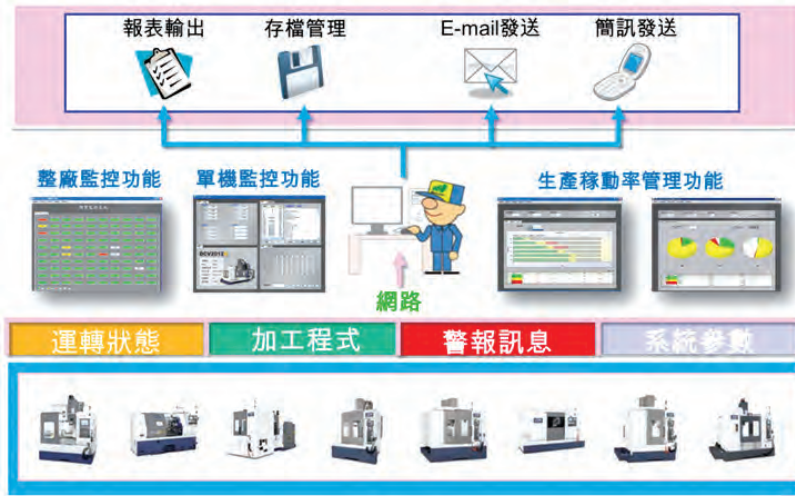 報表輸出 存檔管理 E-mail發送 簡訊發送
整廠監控功能 單機監控功能 生產稼動率管理功能
網路
運轉狀態 加工程式 警報訊息 系統參數